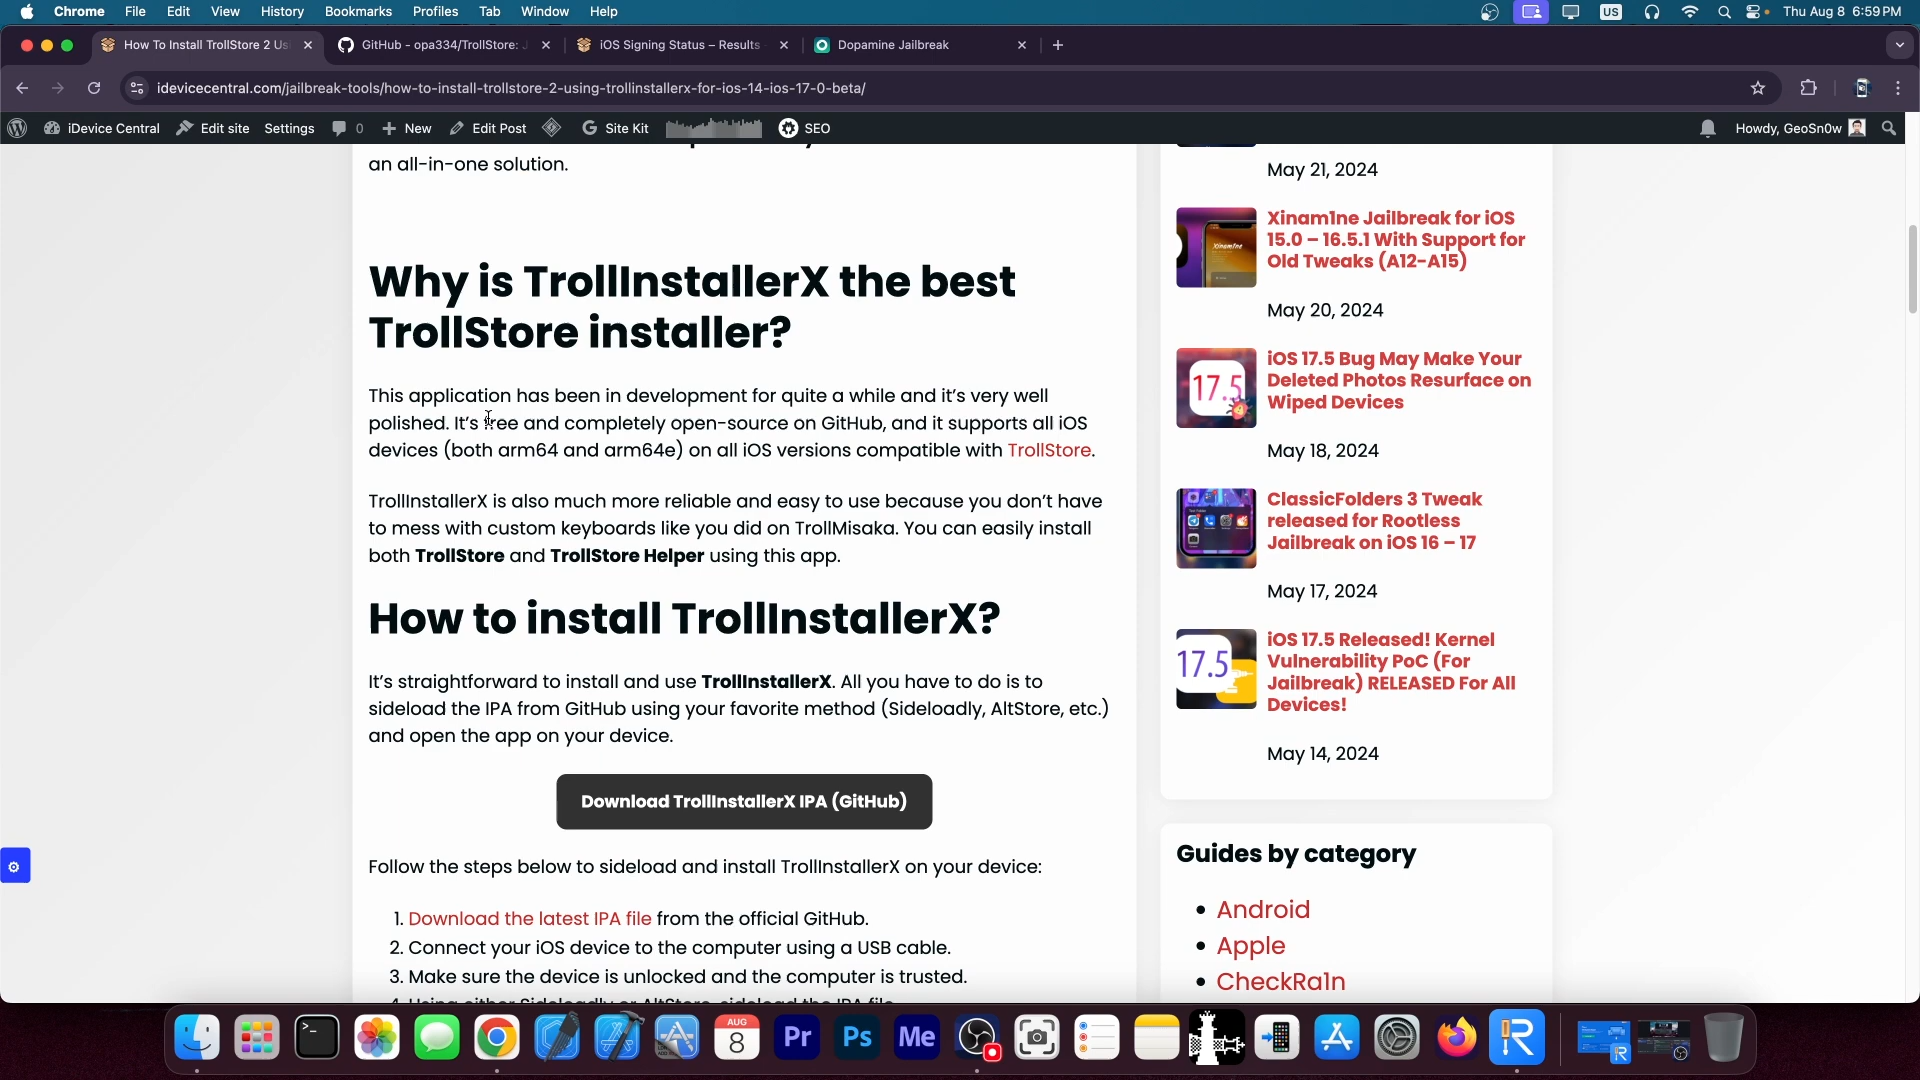 Chrome File Edit View History Bookmarks Profiles Tab Window Help US Thu Aug 8 6:59 PM
How To Install TrollStore 2 Us
GitHub - opa334/TrollStore: J
iOS Signing Status – Results
Dopamine Jailbreak
idevicecentral.com/jailbreak-tools/how-to-install-trollstore-2-using-trollinstallerx-for-ios-14-ios-17-0-beta/
iDevice Central Edit site Settings 0 New Edit Post Site Kit SEO Howdy, GeoSn0w
an all-in-one solution.
Why is TrollInstallerX the best
TrollStore installer?
This application has been in development for quite a while and it’s very well
polished. It’s free and completely open-source on GitHub, and it supports all iOS
devices (both arm64 and arm64e) on all iOS versions compatible with TrollStore.
TrollInstallerX is also much more reliable and easy to use because you don’t have
to mess with custom keyboards like you did on TrollMisaka. You can easily install
both TrollStore and TrollStore Helper using this app.
How to install TrollInstallerX?
It’s straightforward to install and use TrollInstallerX. All you have to do is to
sideload the IPA from GitHub using your favorite method (Sideloadly, AltStore, etc.)
and open the app on your device.
Download TrollInstallerX IPA (GitHub)
Follow the steps below to sideload and install TrollInstallerX on your device:
1. Download the latest IPA file from the official GitHub.
2. Connect your iOS device to the computer using a USB cable.
3. Make sure the device is unlocked and the computer is trusted.
4. Using either Sideloadly or AltStore, sideload the IPA file
May 21, 2024
Xinam1ne Jailbreak for iOS
15.0 – 16.5.1 With Support for
Old Tweaks (A12-A15)
May 20, 2024
17.5
iOS 17.5 Bug May Make Your
Deleted Photos Resurface on
Wiped Devices
May 18, 2024
ClassicFolders 3 Tweak
released for Rootless
Jailbreak on iOS 16 – 17
May 17, 2024
17.5
iOS 17.5 Released! Kernel
Vulnerability PoC (For
Jailbreak) RELEASED For All
Devices!
May 14, 2024
Guides by category
Android
Apple
CheckRa1n
AUG
8
Pr
Ps
Me